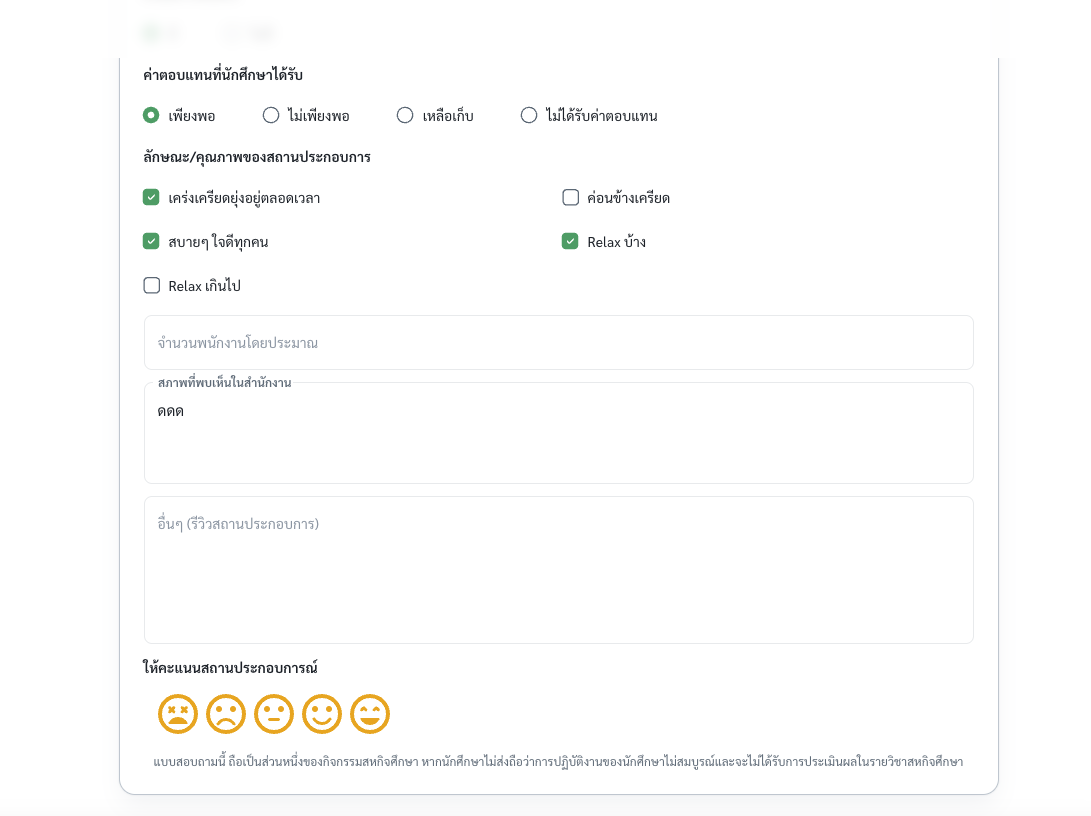 ค่าตอบแทนที่นักศึกษาได้รับ
เพียงพอ ไม่เพียงพอ เหลือเก็บ ไม่ได้รับค่าตอบแทน
ลักษณะ/คุณภาพของสถานประกอบการ
เคร่งเครียดยุ่งอยู่ตลอดเวลา ค่อนข้างเครียด
สบายๆ ใจดีทุกคน Relax บ้าง
Relax เกินไป
จำนวนพนักงานโดยประมาณ
สภาพที่พบเห็นในสำนักงาน
ดดด
อื่นๆ (รีวิวสถานประกอบการ)
ให้คะแนนสถานประกอบการณ์
แบบสอบถามนี้ ถือเป็นส่วนหนึ่งของกิจกรรมสหกิจศึกษา หากนักศึกษาไม่ส่งถือว่าการปฏิบัติงานของนักศึกษาไม่สมบูรณ์และจะไม่ได้รับการประเมินผลในรายวิชาสหกิจศึกษา